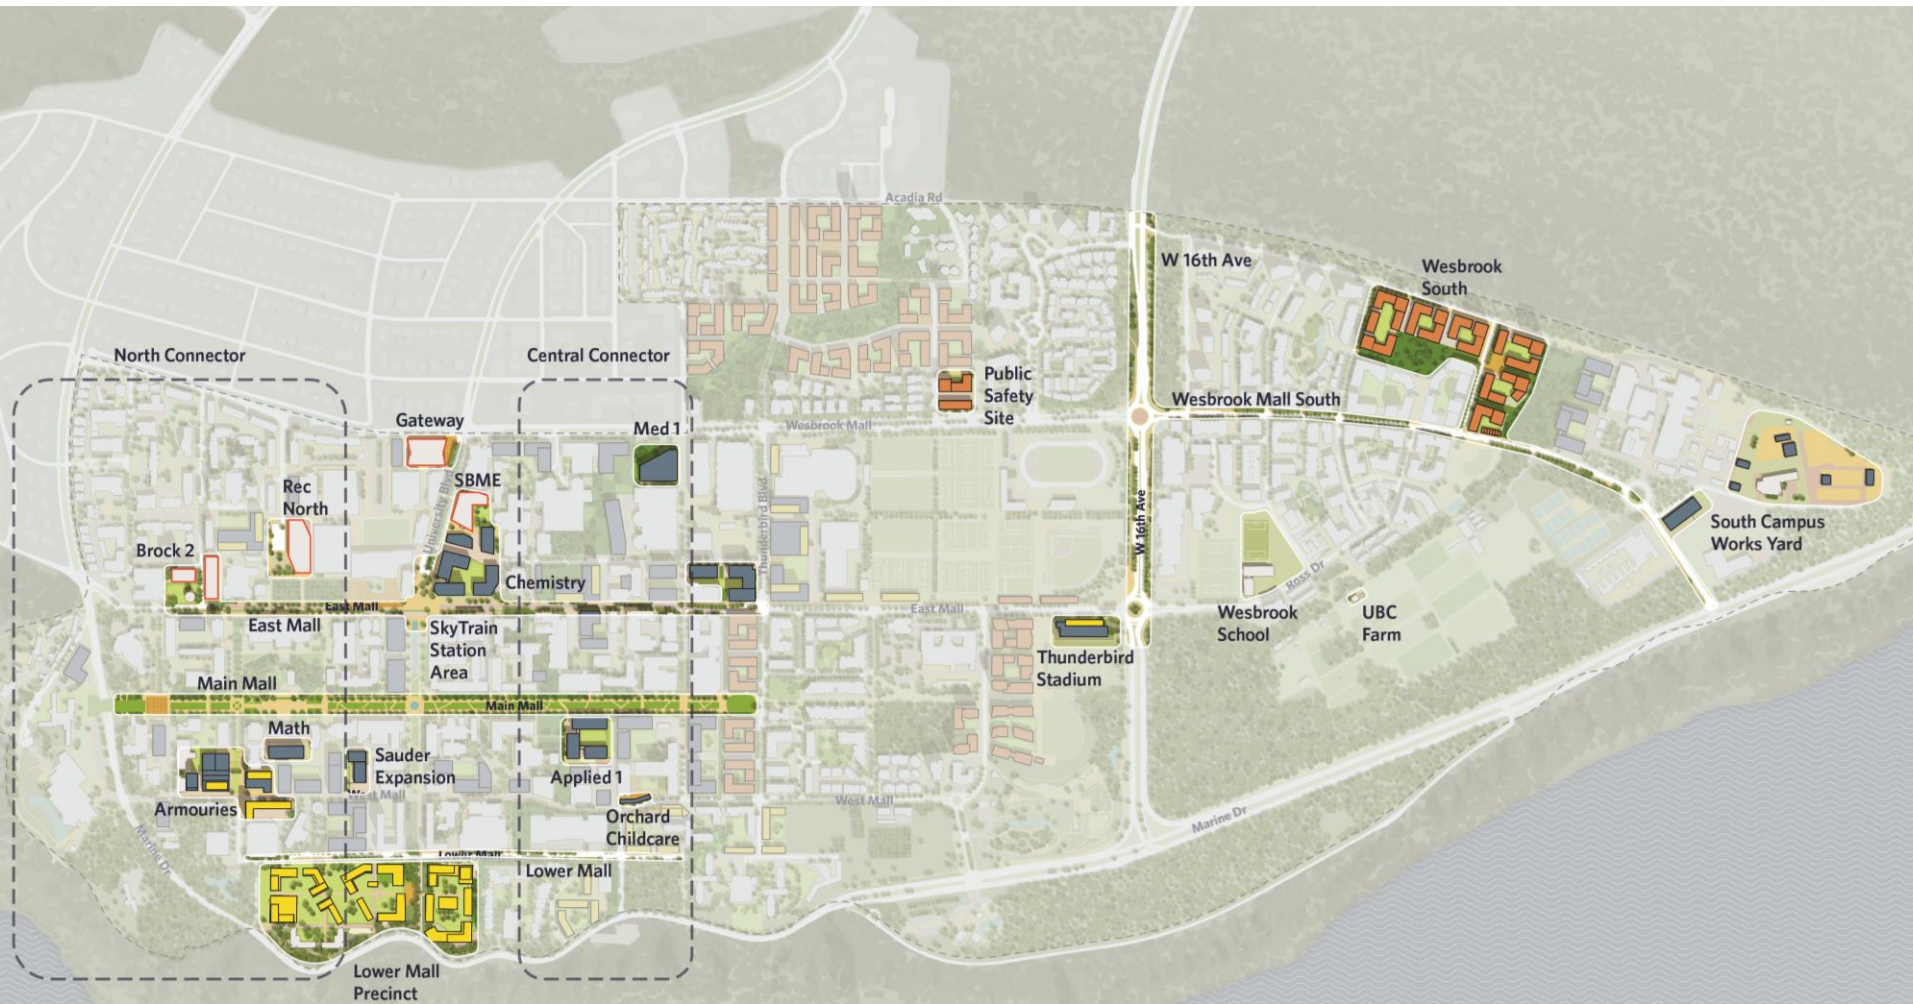 Acadia Rd
W 16th Ave
Wesbrook
South
North Connector
Central Connector
Public
Safety
Site
Wesbrook Mall South
Gateway
Med 1
Wesbrook Mall
SBME
Rec
North
University Blvd
Thunderbird Blvd
W 16th Ave
South Campus
Works Yard
Brock 2
Chemistry
Ross Dr
East Mall
East Mall
East Mall
Wesbrook
School
UBC
Farm
SkyTrain
Station
Area
Thunderbird
Stadium
Main Mall
Main Mall
Math
Sauder
Expansion
Applied 1
West Mall
West Mall
Armouries
Orchard
Childcare
Marine Dr
Marine Dr
Lower Mall
Lower Mall
Lower Mall
Precinct